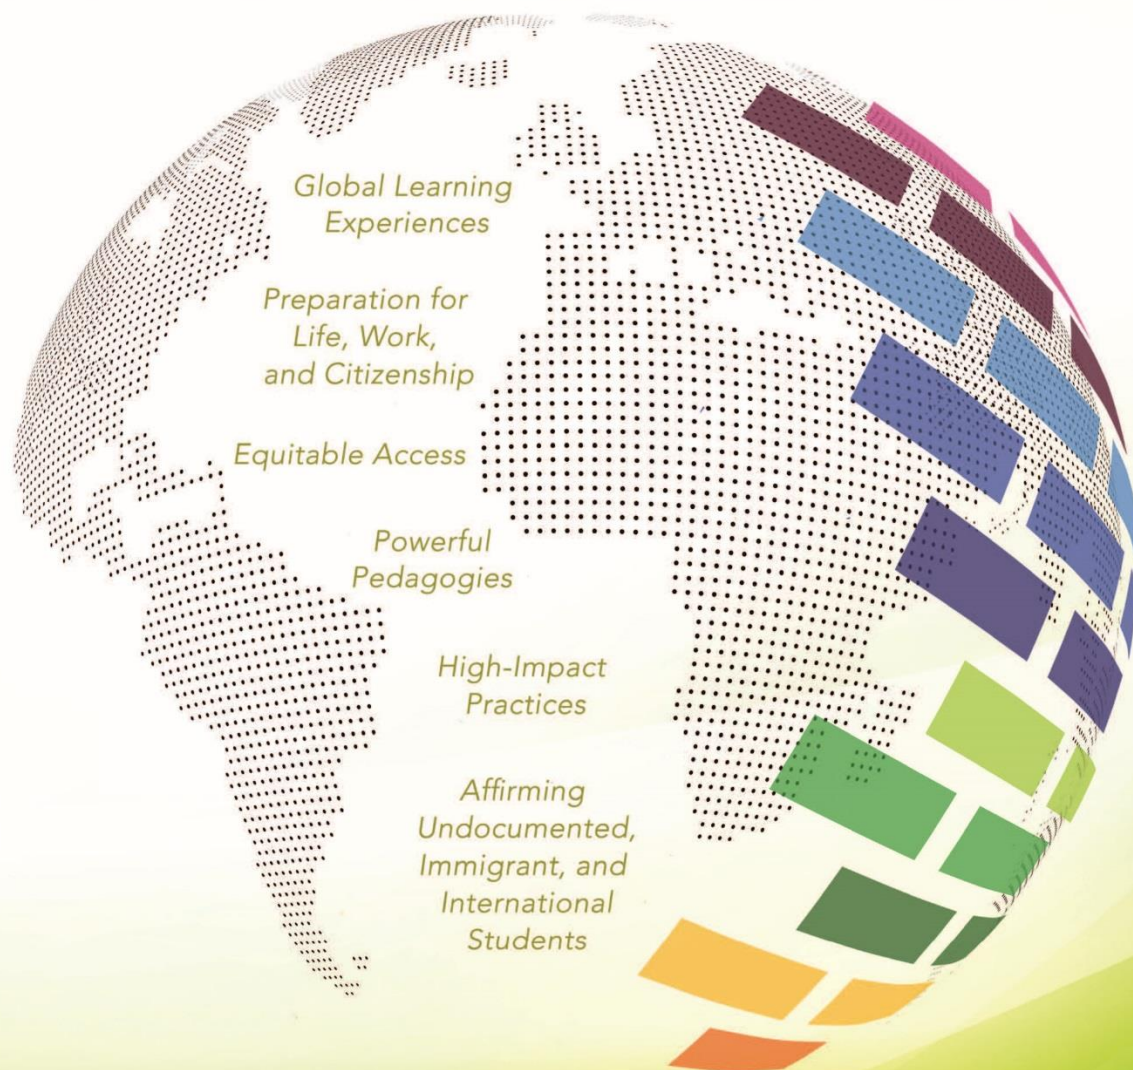 Global Learning
Experiences
Preparation for
Life, Work,
and Citizenship
Equitable Access
Powerful
Pedagogies
High-Impact
Practices
Affirming
Undocumented,
Immigrant, and
International
Students